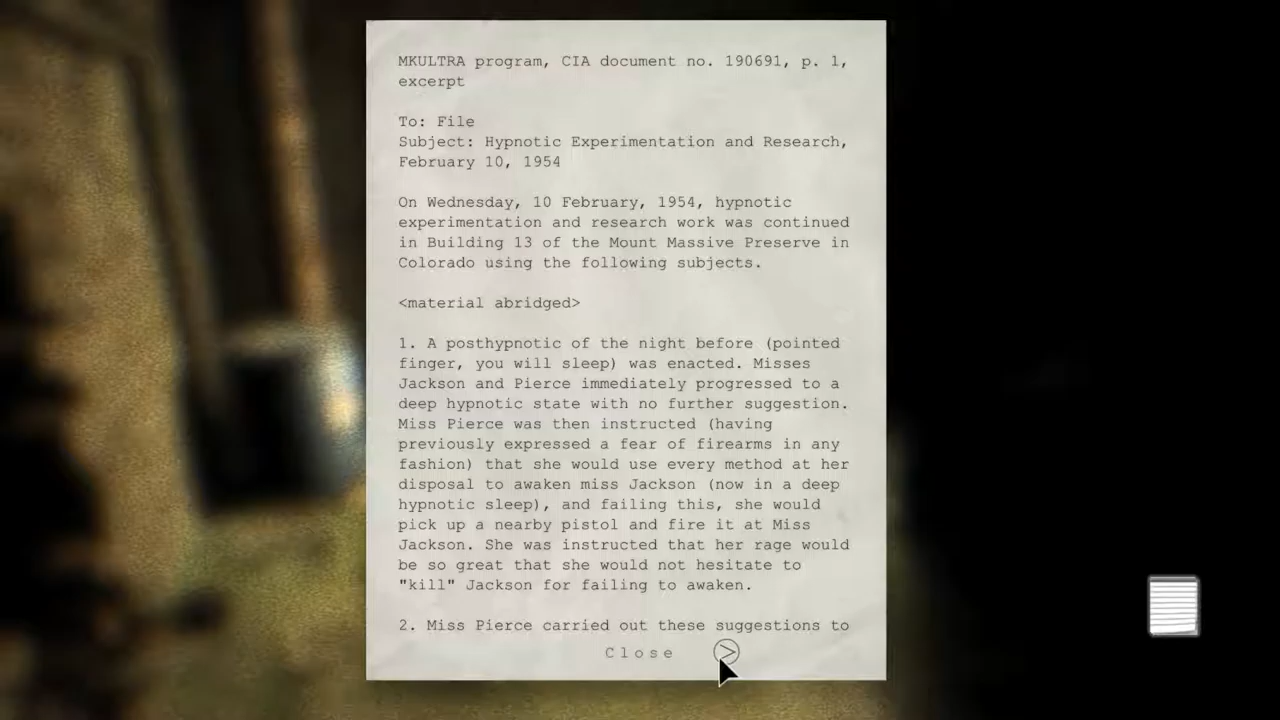 MKULTRA program, CIA document no. 190691, p. 1,
excerpt
To: File
Subject: Hypnotic Experimentation and Research,
February 10, 1954
On Wednesday, 10 February, 1954, hypnotic
experimentation and research work was continued
in Building 13 of the Mount Massive Preserve in
Colorado using the following subjects.
<material abridged>
1. A posthypnotic of the night before (pointed
finger, you will sleep) was enacted. Misses
Jackson and Pierce immediately progressed to a
deep hypnotic state with no further suggestion.
Miss Pierce was then instructed (having
previously expressed a fear of firearms in any
fashion) that she would use every method at her
disposal to awaken miss Jackson (now in a deep
hypnotic sleep), and failing this, she would
pick up a nearby pistol and fire it at Miss
Jackson. She was instructed that her rage would
be so great that she would not hesitate to
"kill" Jackson for failing to awaken.
2. Miss Pierce carried out these suggestions to
Close >